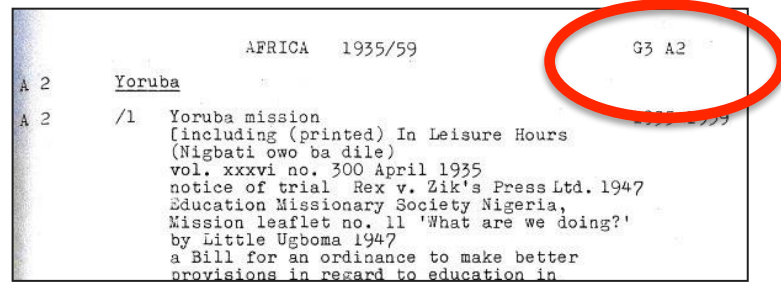 AFRICA 1935/59 G3 A2
A 2 Yoruba
A 2 /1 Yoruba mission 1935-1959
[including (printed) In Leisure Hours
(Nigbati owo ba dile)
vol. xxxvi no. 300 April 1935
notice of trial Rex v. Zik's Press Ltd. 1947
Education Missionary Society Nigeria,
Mission leaflet no. 11 'What are we doing?'
by Little Ugboma 1947
a Bill for an ordinance to make better
provisions in regard to education in